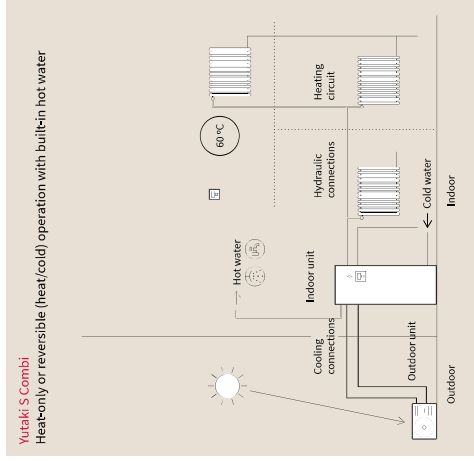 Yutaki S Combi
Heat-only or reversible (heat/cold) operation with built-in hot water
60 ºC
Heating
circuit
Hydraulic
connections
Hot water
Cold water
Indoor unit
Indoor
Cooling
connections
Outdoor unit
Outdoor